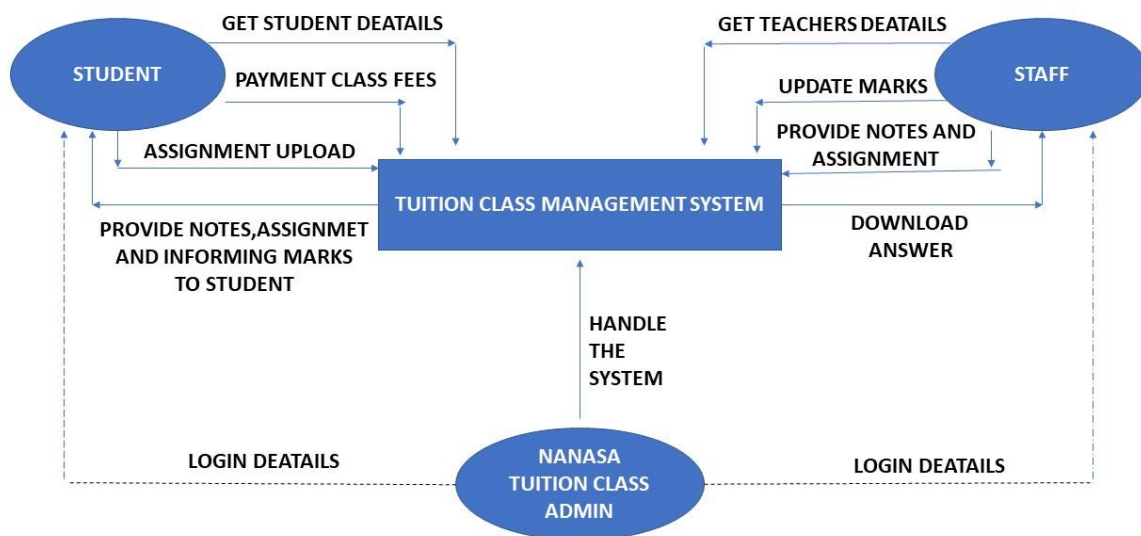 GET STUDENT DEATAILS
GET TEACHERS DEATAILS
STUDENT
STAFF
PAYMENT CLASS FEES
UPDATE MARKS
ASSIGNMENT UPLOAD
PROVIDE NOTES AND
ASSIGNMENT
TUITION CLASS MANAGEMENT SYSTEM
PROVIDE NOTES,ASSIGNMET
AND INFORMING MARKS
TO STUDENT
DOWNLOAD
ANSWER
HANDLE
THE
SYSTEM
LOGIN DEATAILS
NANASA
TUITION CLASS
ADMIN
LOGIN DEATAILS